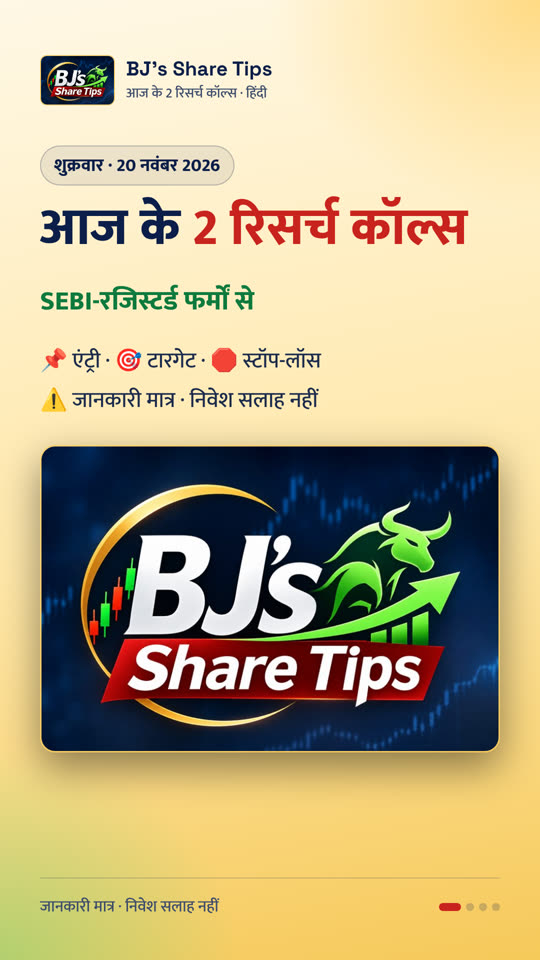 BJ's Share Tips
BJ's Share Tips
आज के 2 रिसर्च कॉल्स · हिंदी
शुक्रवार · 20 नवंबर 2026
आज के 2 रिसर्च कॉल्स
SEBI-रजिस्टर्ड फर्मों से
📌 एंट्री · 🎯 टारगेट · 🛑 स्टॉप-लॉस
⚠️ जानकारी मात्र · निवेश सलाह नहीं
BJ's
Share Tips
जानकारी मात्र · निवेश सलाह नहीं